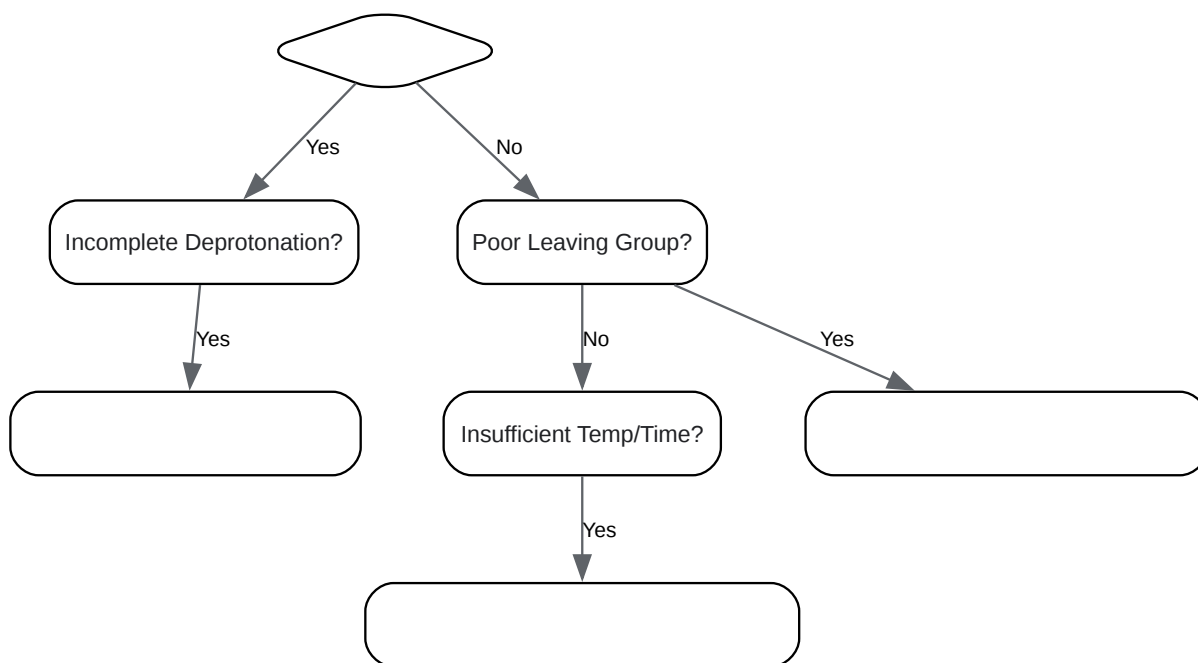 Yes
No
Incomplete Deprotonation?
Poor Leaving Group?
Yes
No
Yes
Insufficient Temp/Time?
Yes